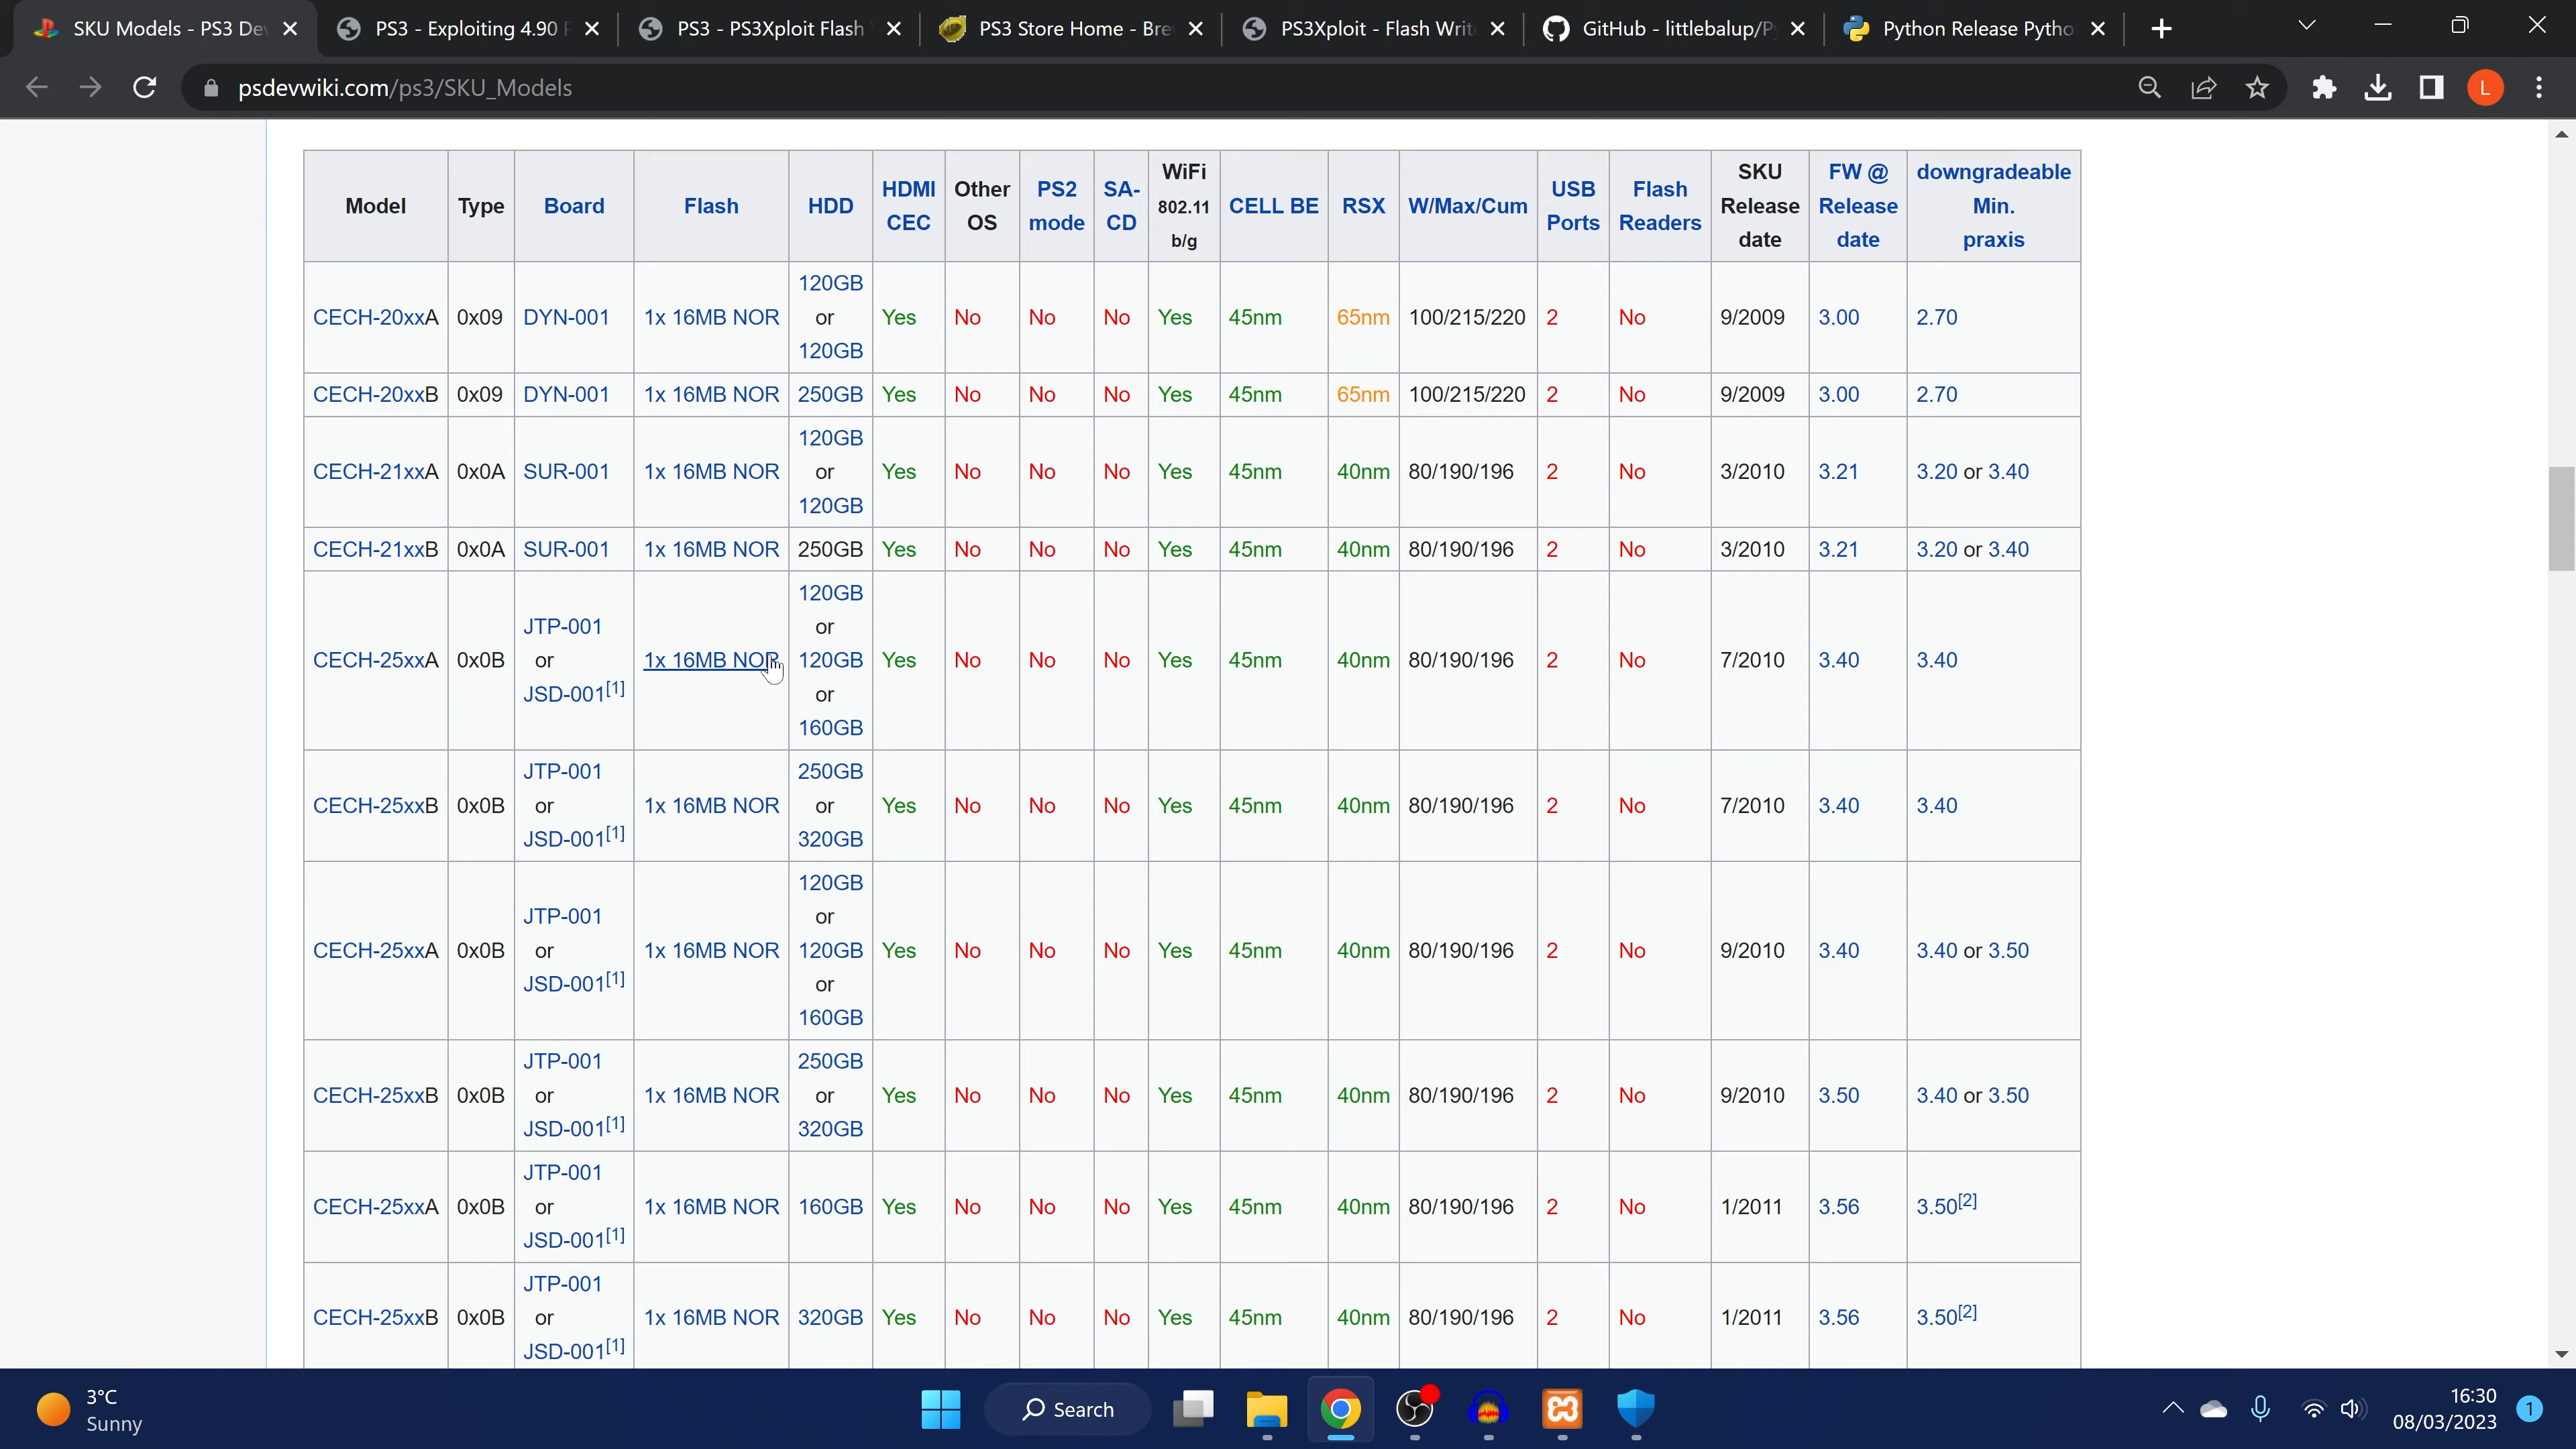 SKU Models - PS3 De
PS3 - Exploiting 4.90
PS3 - PS3Xploit Flash
PS3 Store Home - Bre
PS3Xploit - Flash Writ
GitHub - littlebalup/P
Python Release Pytho
psdevwiki.com/ps3/SKU_Models
L
Model Type Board Flash HDD HDMI CEC Other OS PS2 mode SA-CD WiFi 802.11 b/g CELL BE RSX W/Max/Cum USB Ports Flash Readers SKU Release date FW @ Release date downgradeable Min. praxis
CECH-20xxA 0x09 DYN-001 1x 16MB NOR 120GB or 120GB Yes No No No Yes 45nm 65nm 100/215/220 2 No 9/2009 3.00 2.70
CECH-20xxB 0x09 DYN-001 1x 16MB NOR 250GB Yes No No No Yes 45nm 65nm 100/215/220 2 No 9/2009 3.00 2.70
CECH-21xxA 0x0A SUR-001 1x 16MB NOR 120GB or 120GB Yes No No No Yes 45nm 40nm 80/190/196 2 No 3/2010 3.21 3.20 or 3.40
CECH-21xxB 0x0A SUR-001 1x 16MB NOR 250GB Yes No No No Yes 45nm 40nm 80/190/196 2 No 3/2010 3.21 3.20 or 3.40
CECH-25xxA 0x0B JTP-001 or JSD-001[1] 1x 16MB NOR 120GB or 120GB or 160GB Yes No No No Yes 45nm 40nm 80/190/196 2 No 7/2010 3.40 3.40
CECH-25xxB 0x0B JTP-001 or JSD-001[1] 1x 16MB NOR 250GB or 320GB Yes No No No Yes 45nm 40nm 80/190/196 2 No 7/2010 3.40 3.40
CECH-25xxA 0x0B JTP-001 or JSD-001[1] 1x 16MB NOR 120GB or 120GB or 160GB Yes No No No Yes 45nm 40nm 80/190/196 2 No 9/2010 3.40 3.40 or 3.50
CECH-25xxB 0x0B JTP-001 or JSD-001[1] 1x 16MB NOR 250GB or 320GB Yes No No No Yes 45nm 40nm 80/190/196 2 No 9/2010 3.50 3.40 or 3.50
CECH-25xxA 0x0B JTP-001 or JSD-001[1] 1x 16MB NOR 160GB Yes No No No Yes 45nm 40nm 80/190/196 2 No 1/2011 3.56 3.50[2]
CECH-25xxB 0x0B JTP-001 or JSD-001[1] 1x 16MB NOR 320GB Yes No No No Yes 45nm 40nm 80/190/196 2 No 1/2011 3.56 3.50[2]
3°C
Sunny
Search
16:30
08/03/2023
1